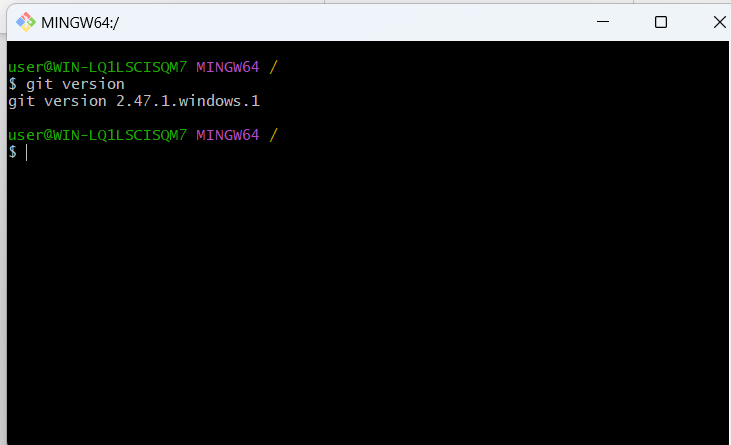 MINGW64:/
user@WIN-LQ1LSCISQM7 MINGW64 /
$ git version
git version 2.47.1.windows.1
user@WIN-LQ1LSCISQM7 MINGW64 /
$